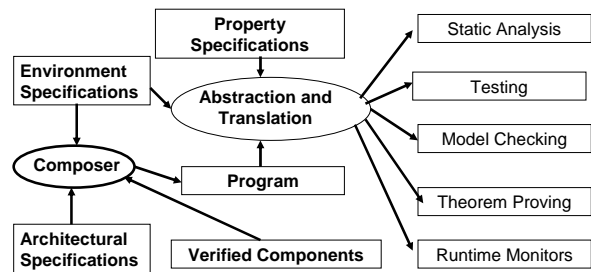 Property
Specifications
Static Analysis
Environment
Specifications
Abstraction and
Translation
Testing
Model Checking
Composer
Program
Theorem Proving
Architectural
Specifications
Verified Components
Runtime Monitors